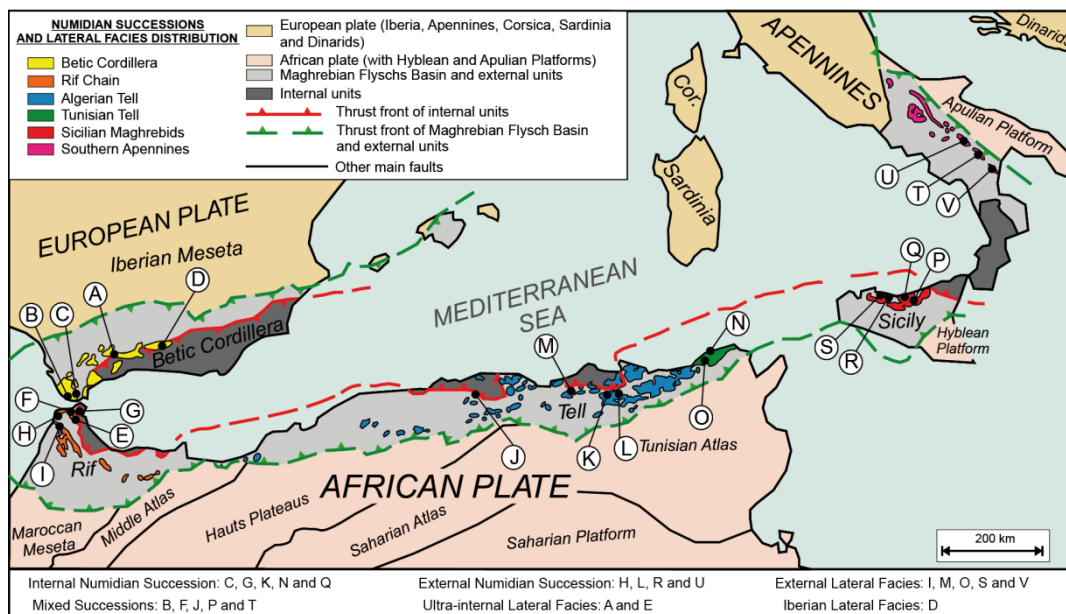 NUMIDIAN SUCCESSIONS
AND LATERAL FACIES DISTRIBUTION
Betic Cordillera
Rif Chain
Algerian Tell
Tunisian Tell
Sicilian Maghrebids
Southern Apennines
European plate (Iberia, Apennines, Corsica, Sardinia
and Dinarids)
African plate (with Hyblean and Apulian Platforms)
Maghrebian Flyschs Basin and external units
Internal units
Thrust front of internal units
Thrust front of Maghrebian Flysch Basin
and external units
Other main faults
Dinarids
APENNINES
Cor.
Apulian Platform
Sardinia
U
T
V
EUROPEAN PLATE
Iberian Meseta
A
D
B
C
Betic Cordillera
MEDITERRANEAN
SEA
Q
P
Sicily
Hyblean
Platform
S
R
M
N
F
G
H
E
I
Rif
Tell
O
J
K
L
Tunisian Atlas
AFRICAN PLATE
Maroccan
Meseta
Middle Atlas
Hauts Plateaus
Saharian Atlas
Saharian Platform
200 km
Internal Numidian Succession: C, G, K, N and Q
External Numidian Succession: H, L, R and U
External Lateral Facies: I, M, O, S and V
Mixed Successions: B, F, J, P and T
Ultra-internal Lateral Facies: A and E
Iberian Lateral Facies: D